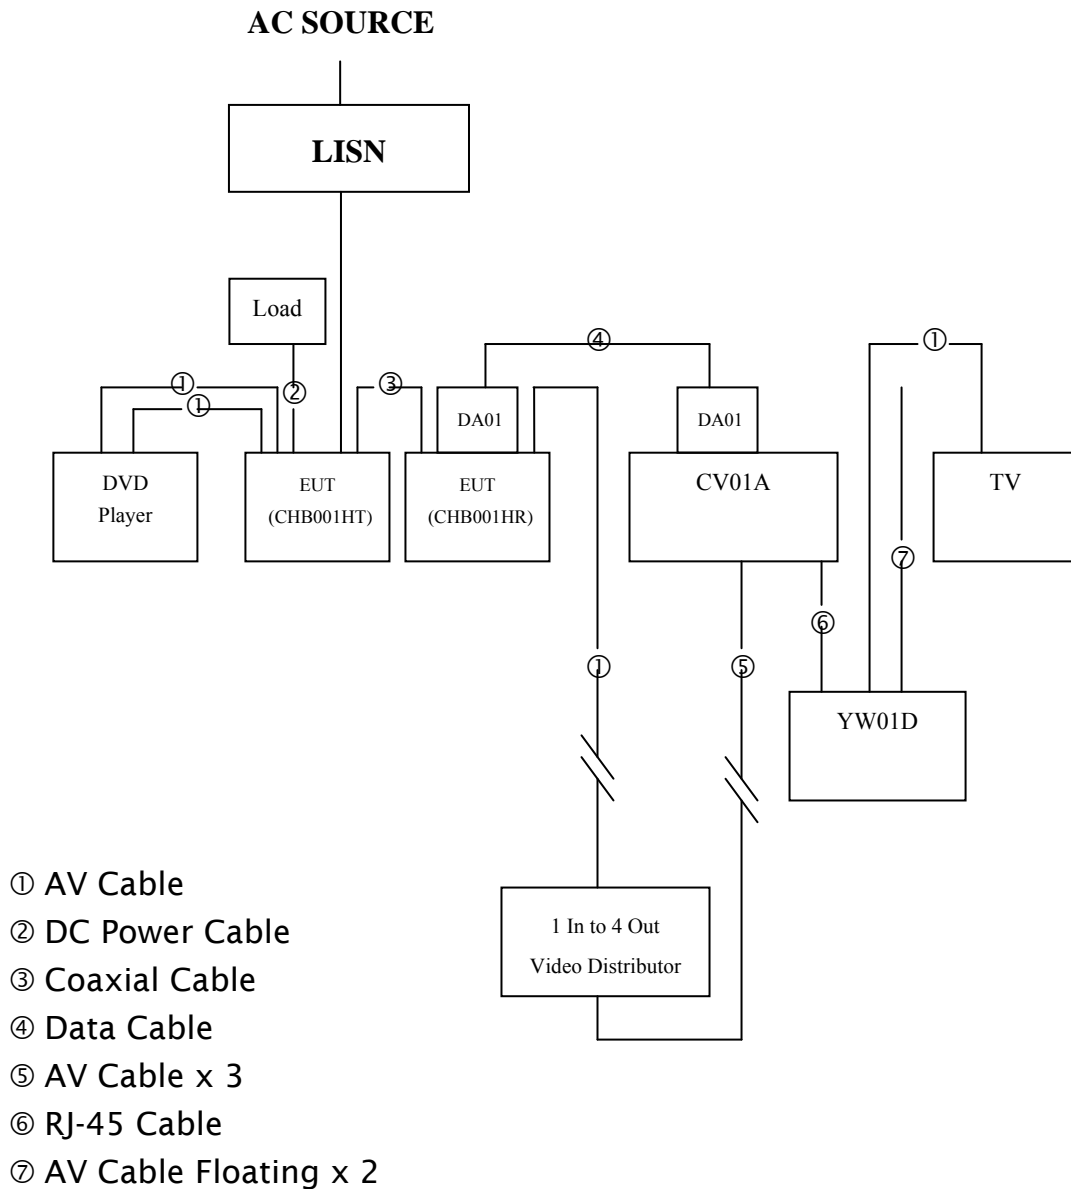 AC SOURCE
LISN
Load
④
①
①
②
③
①
DA01
DA01
DVD
Player
EUT
(CHB001HT)
EUT
(CHB001HR)
CV01A
TV
⑦
⑥
①
⑤
YW01D
① AV Cable
② DC Power Cable
③ Coaxial Cable
④ Data Cable
⑤ AV Cable x 3
⑥ RJ-45 Cable
⑦ AV Cable Floating x 2
1 In to 4 Out
Video Distributor